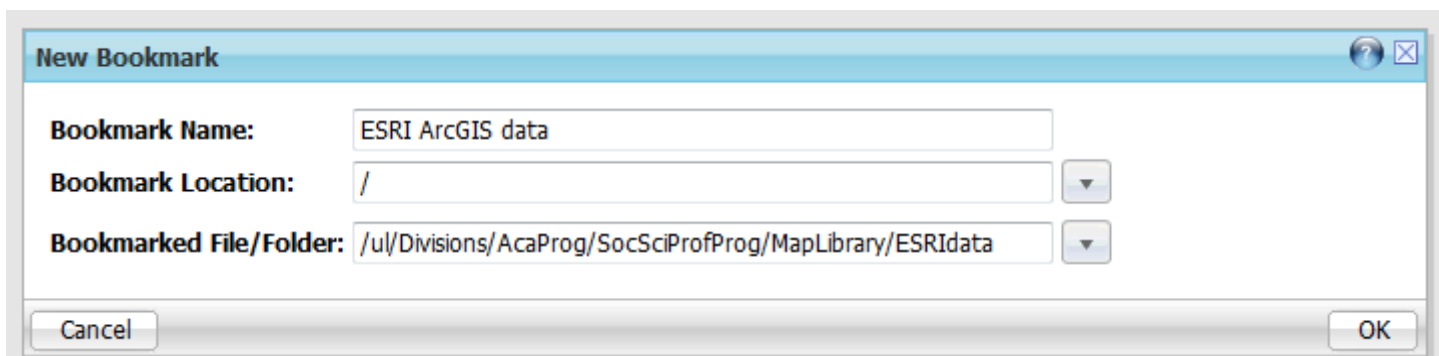 New Bookmark ?
Bookmark Name: ESRI ArcGIS data
Bookmark Location: /
Bookmarked File/Folder: /ul/Divisions/AcaProg/SocSciProfProg/MapLibrary/ESRIdata
Cancel OK